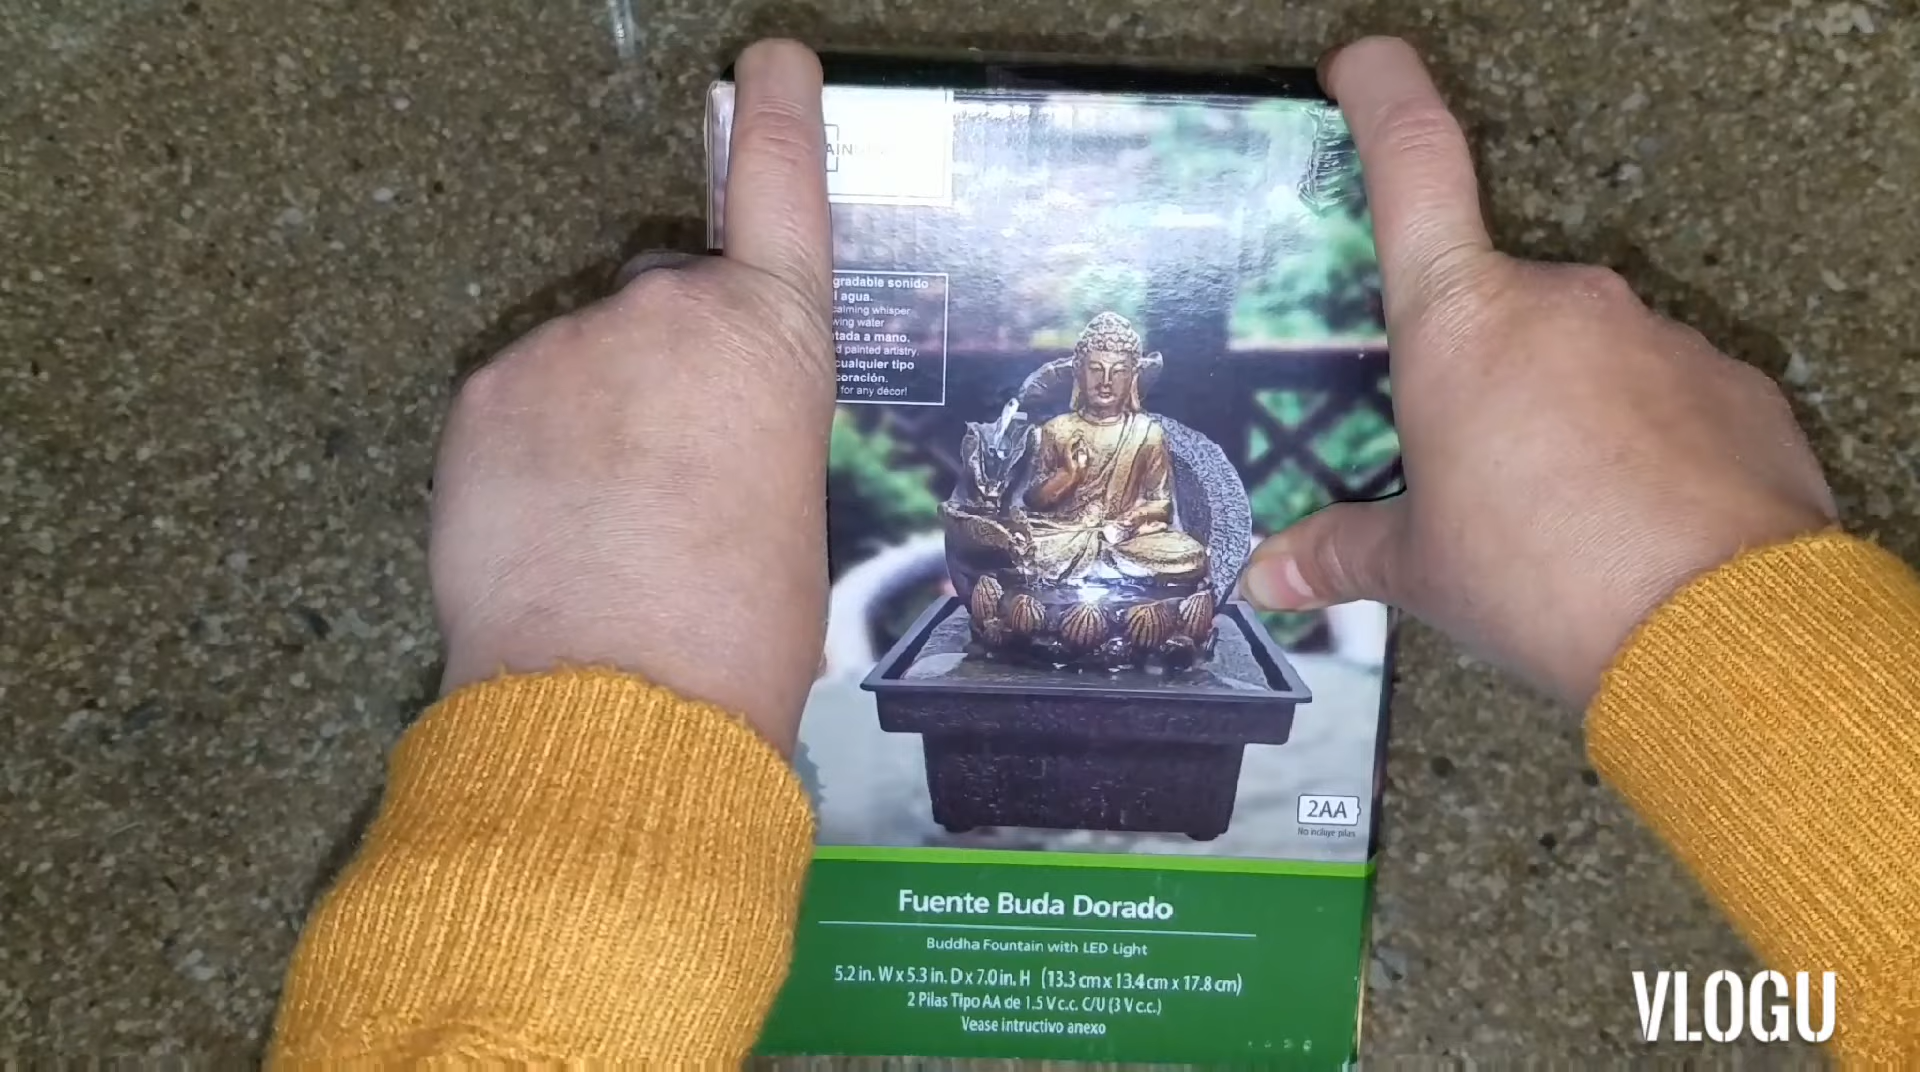 gradable sonido
l agua.
calming whisper
wing water
tada a mano.
d painted artistry.
cualquier tipo
oración.
for any décor!
2AA
No incluye pilas
Fuente Buda Dorado
Buddha Fountain with LED Light
5.2 in. W x 5.3 in. D x 7.0 in. H (13.3 cm x 13.4 cm x 17.8 cm)
2 Pilas Tipo AA de 1.5 V c.c. C/U (3 V c.c.)
Vease intructivo anexo
VLOGU